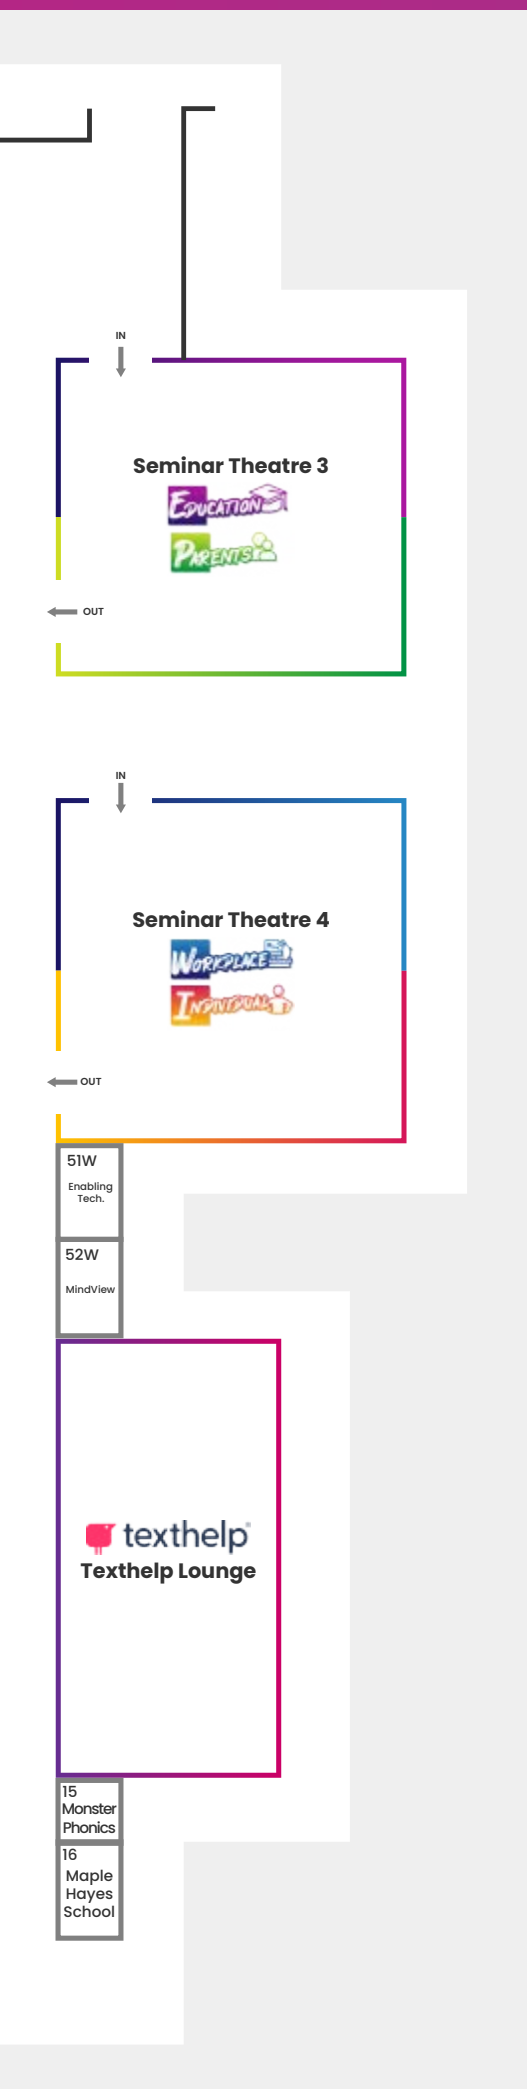 IN
Seminar Theatre 3
EDUCATION
PARENTS
OUT
IN
Seminar Theatre 4
WORKPLACE
INDIVIDUAL
OUT
51W
Enabling
Tech.
52W
MindView
texthelp
Texthelp Lounge
15
Monster
Phonics
16
Maple
Hayes
School